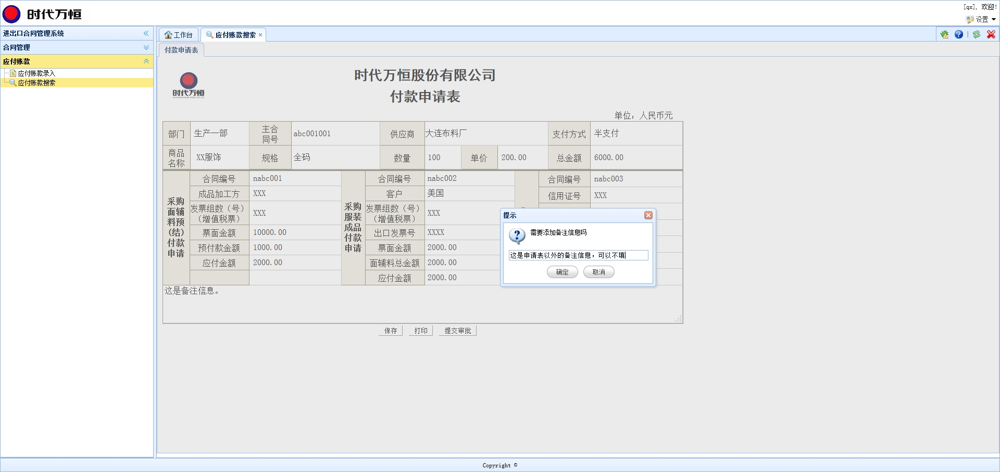 时代万恒
[qx], 欢迎!
设置
进出口合同管理系统
合同管理
应付账款
应付账款录入
应付账款搜索
工作台
应付账款搜索
付款申请表
时代万恒
时代万恒股份有限公司
付款申请表
单位：人民币元
部门 生产一部 主合同号 abc001001 供应商 大连布料厂 支付方式 半支付
商品名称 XX服饰 规格 全码 数量 100 单价 200.00 总金额 6000.00
采购面辅料预(结)付款申请
合同编号 nabc001
成品加工方 XXX
发票组数（号）（增值税票） XXX
票面金额 10000.00
预付款金额 1000.00
应付金额 2000.00
采购服装成品付款申请
合同编号 nabc002
客户 美国
发票组数（号）（增值税票） XXX
出口发票号 XXXX
票面金额 2000.00
面辅料总金额 2000.00
应付金额 2000.00
合同编号 nabc003
信用证号 XXX
提示
需要添加备注信息吗
这是申请表以外的备注信息，可以不填
确定 取消
这是备注信息。
保存 打印 提交审批
Copyright ©